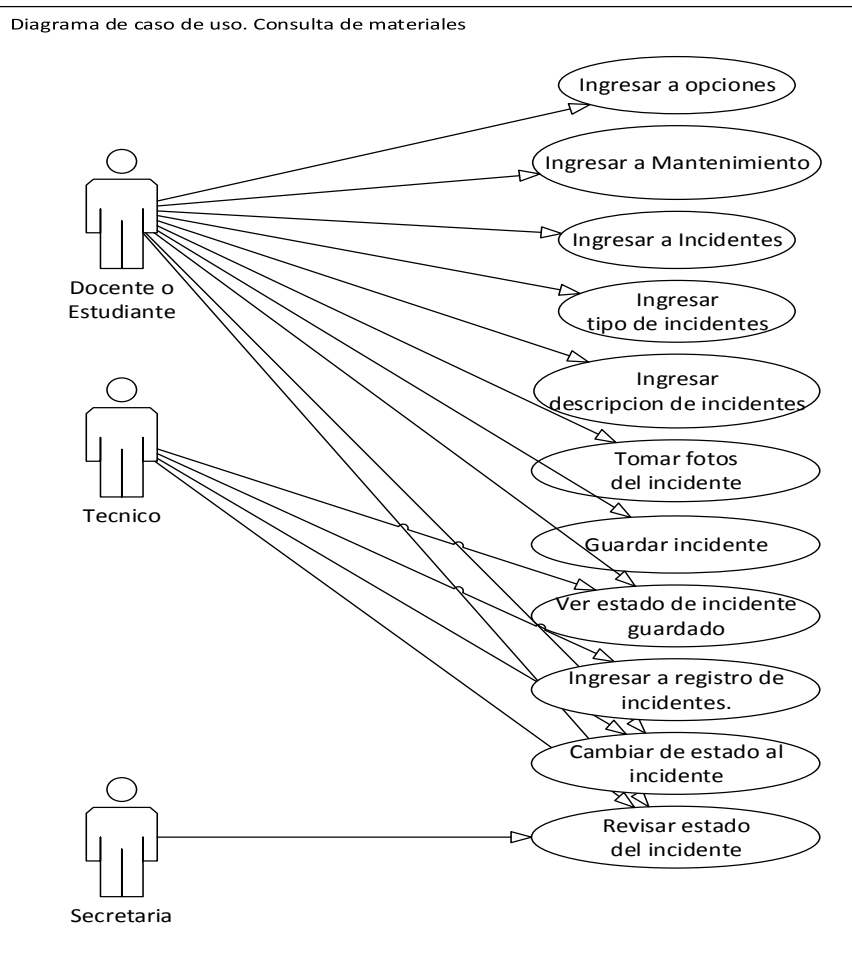 Diagrama de caso de uso. Consulta de materiales
Ingresar a opciones
Ingresar a Mantenimiento
Ingresar a Incidentes
Docente o
Estudiante
Ingresar
tipo de incidentes
Ingresar
descripcion de incidentes
Tomar fotos
del incidente
Tecnico
Guardar incidente
Ver estado de incidente
guardado
Ingresar a registro de
incidentes.
Cambiar de estado al
incidente
Revisar estado
del incidente
Secretaria